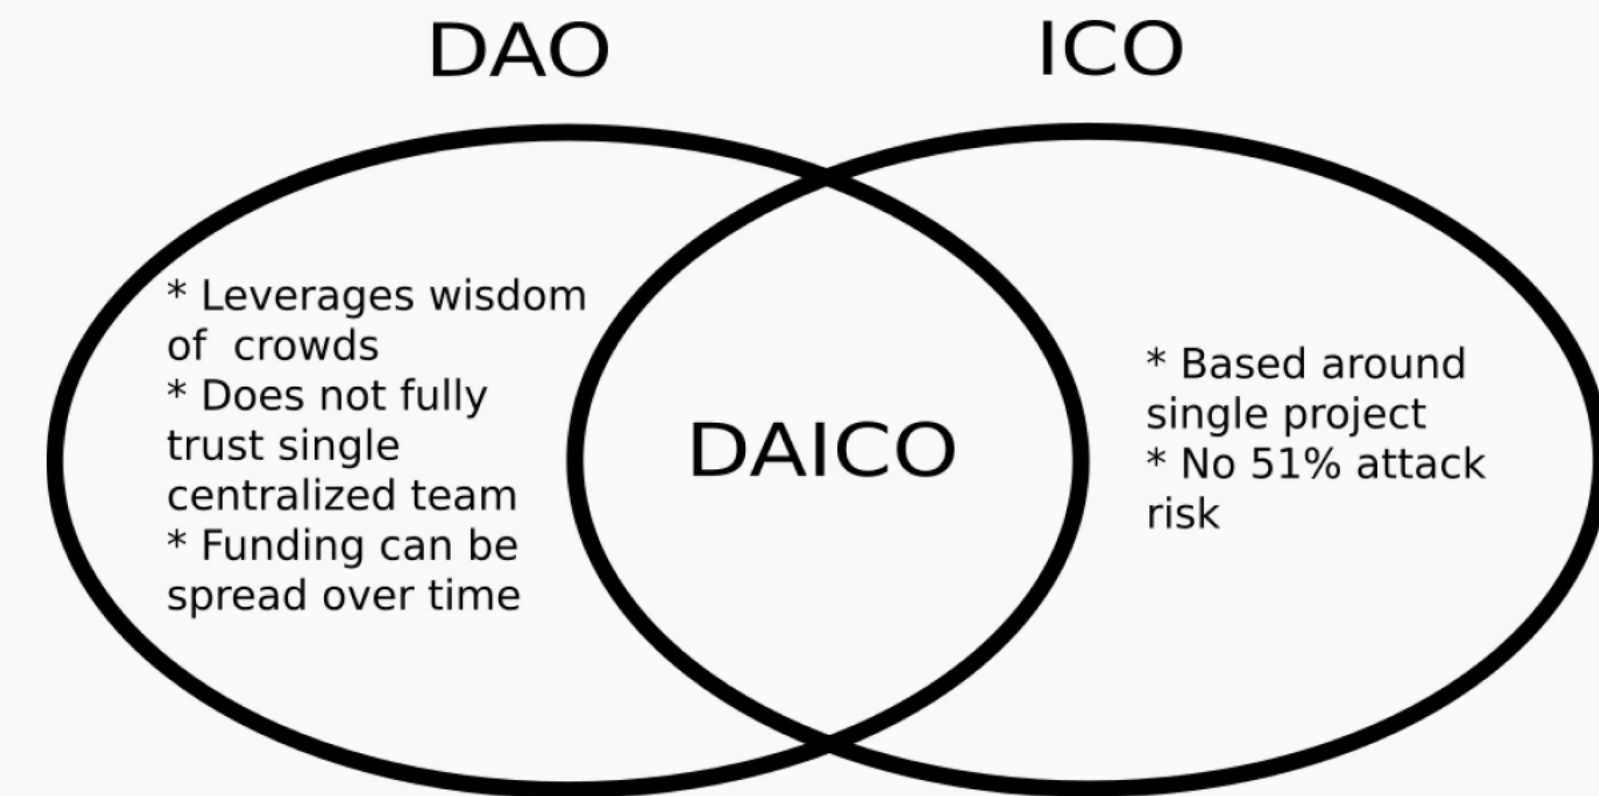 DAO
ICO
* Leverages wisdom
of  crowds
* Does not fully
trust single
centralized team
* Funding can be
spread over time
DAICO
* Based around
single project
* No 51% attack
risk